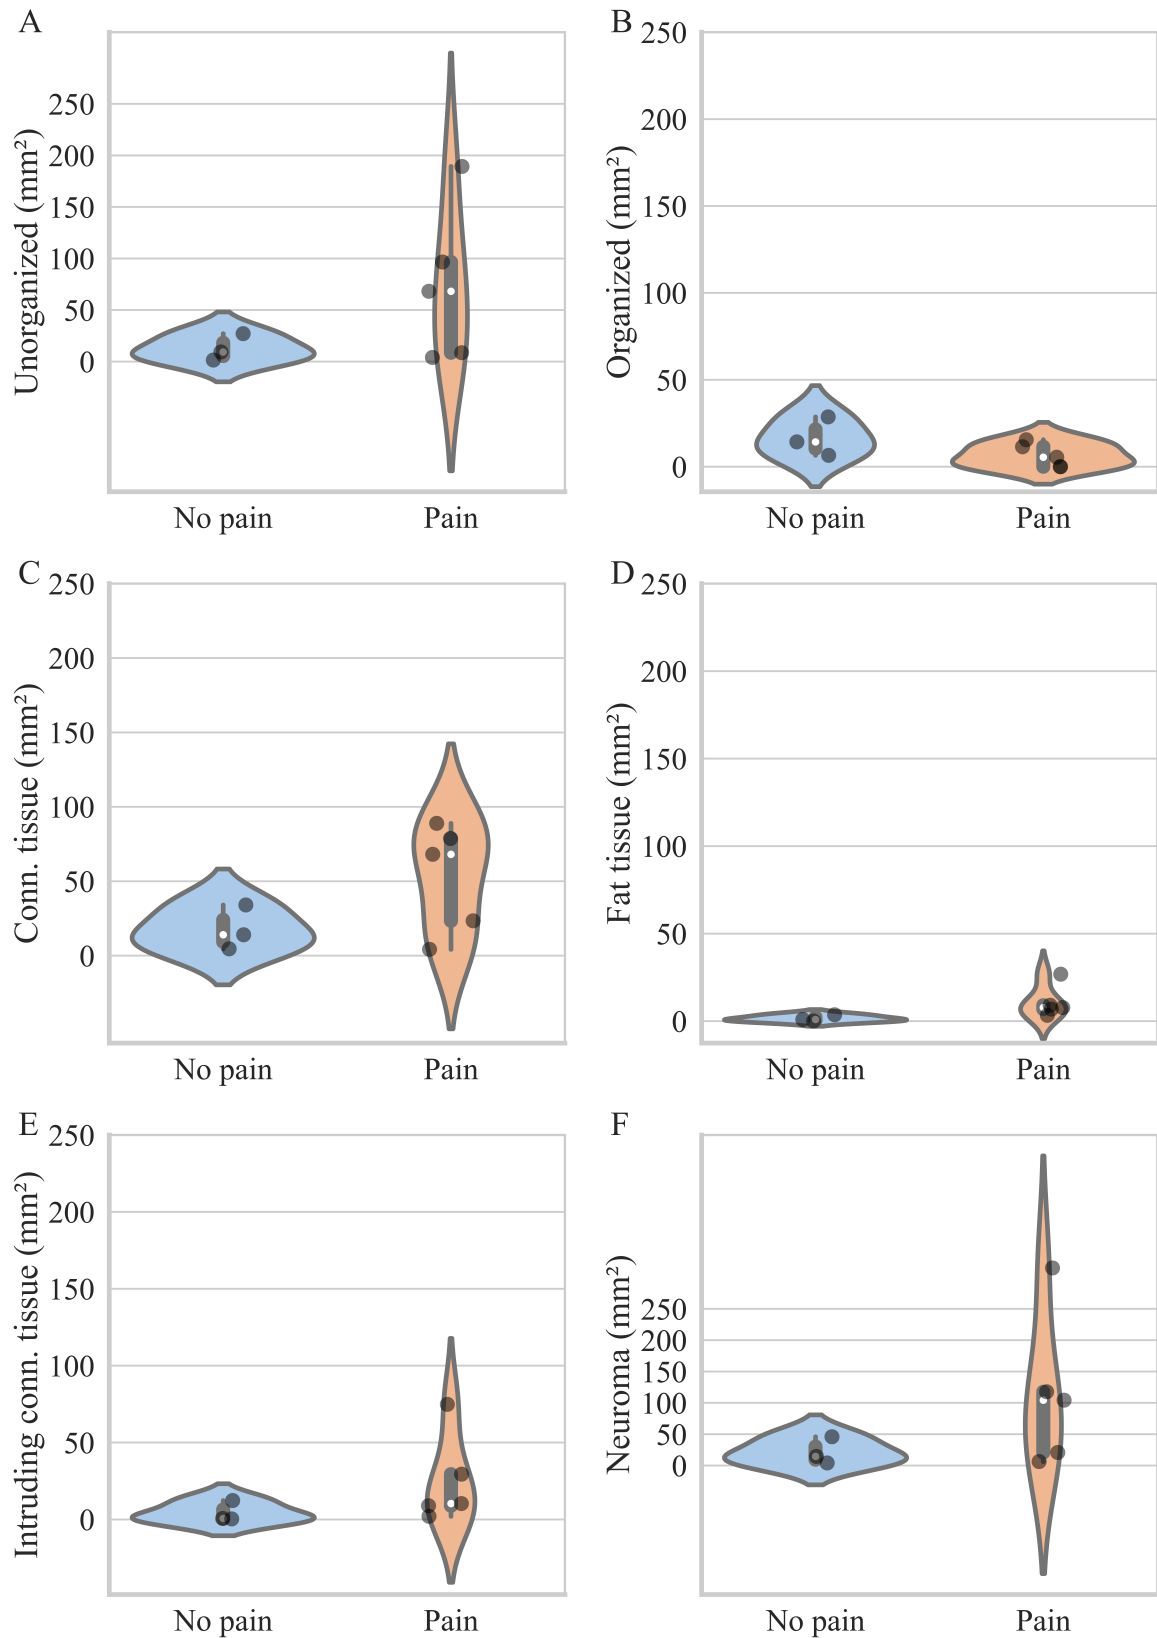 A
Unorganized (mm²)
250
200
150
100
50
0
No pain
Pain
B
Organized (mm²)
250
200
150
100
50
0
No pain
Pain
C
Conn. tissue (mm²)
250
200
150
100
50
0
No pain
Pain
D
Fat tissue (mm²)
250
200
150
100
50
0
No pain
Pain
E
Intruding conn. tissue (mm²)
250
200
150
100
50
0
No pain
Pain
F
Neuroma (mm²)
250
200
150
100
50
0
No pain
Pain